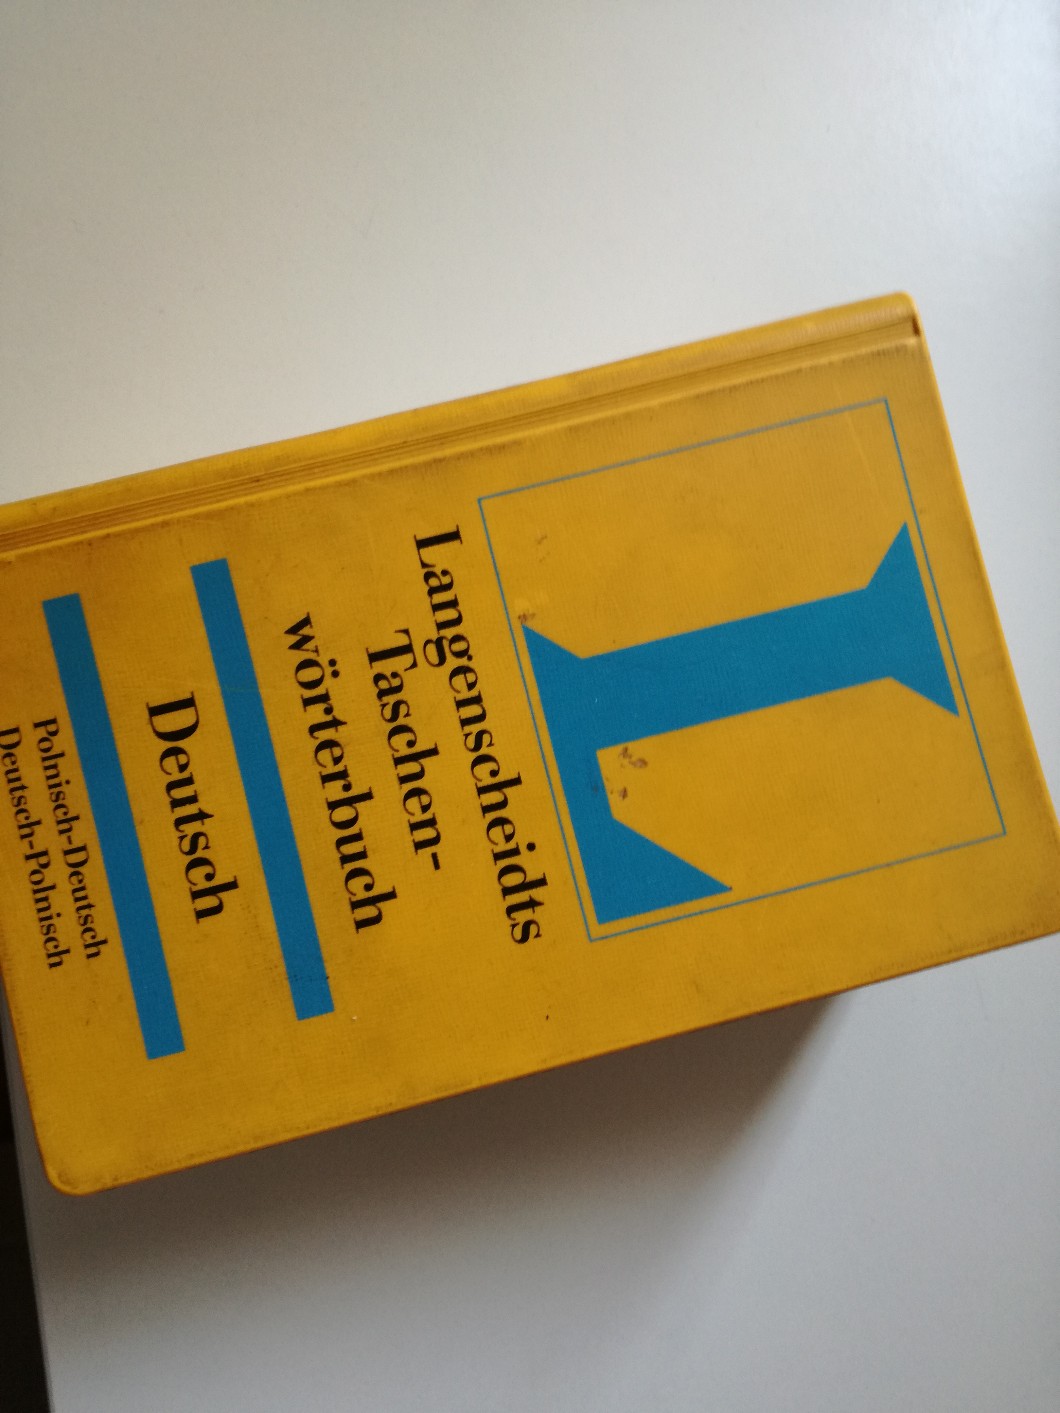 Langenscheidts
Taschen-
wörterbuch
Deutsch
Polnisch-Deutsch
Deutsch-Polnisch